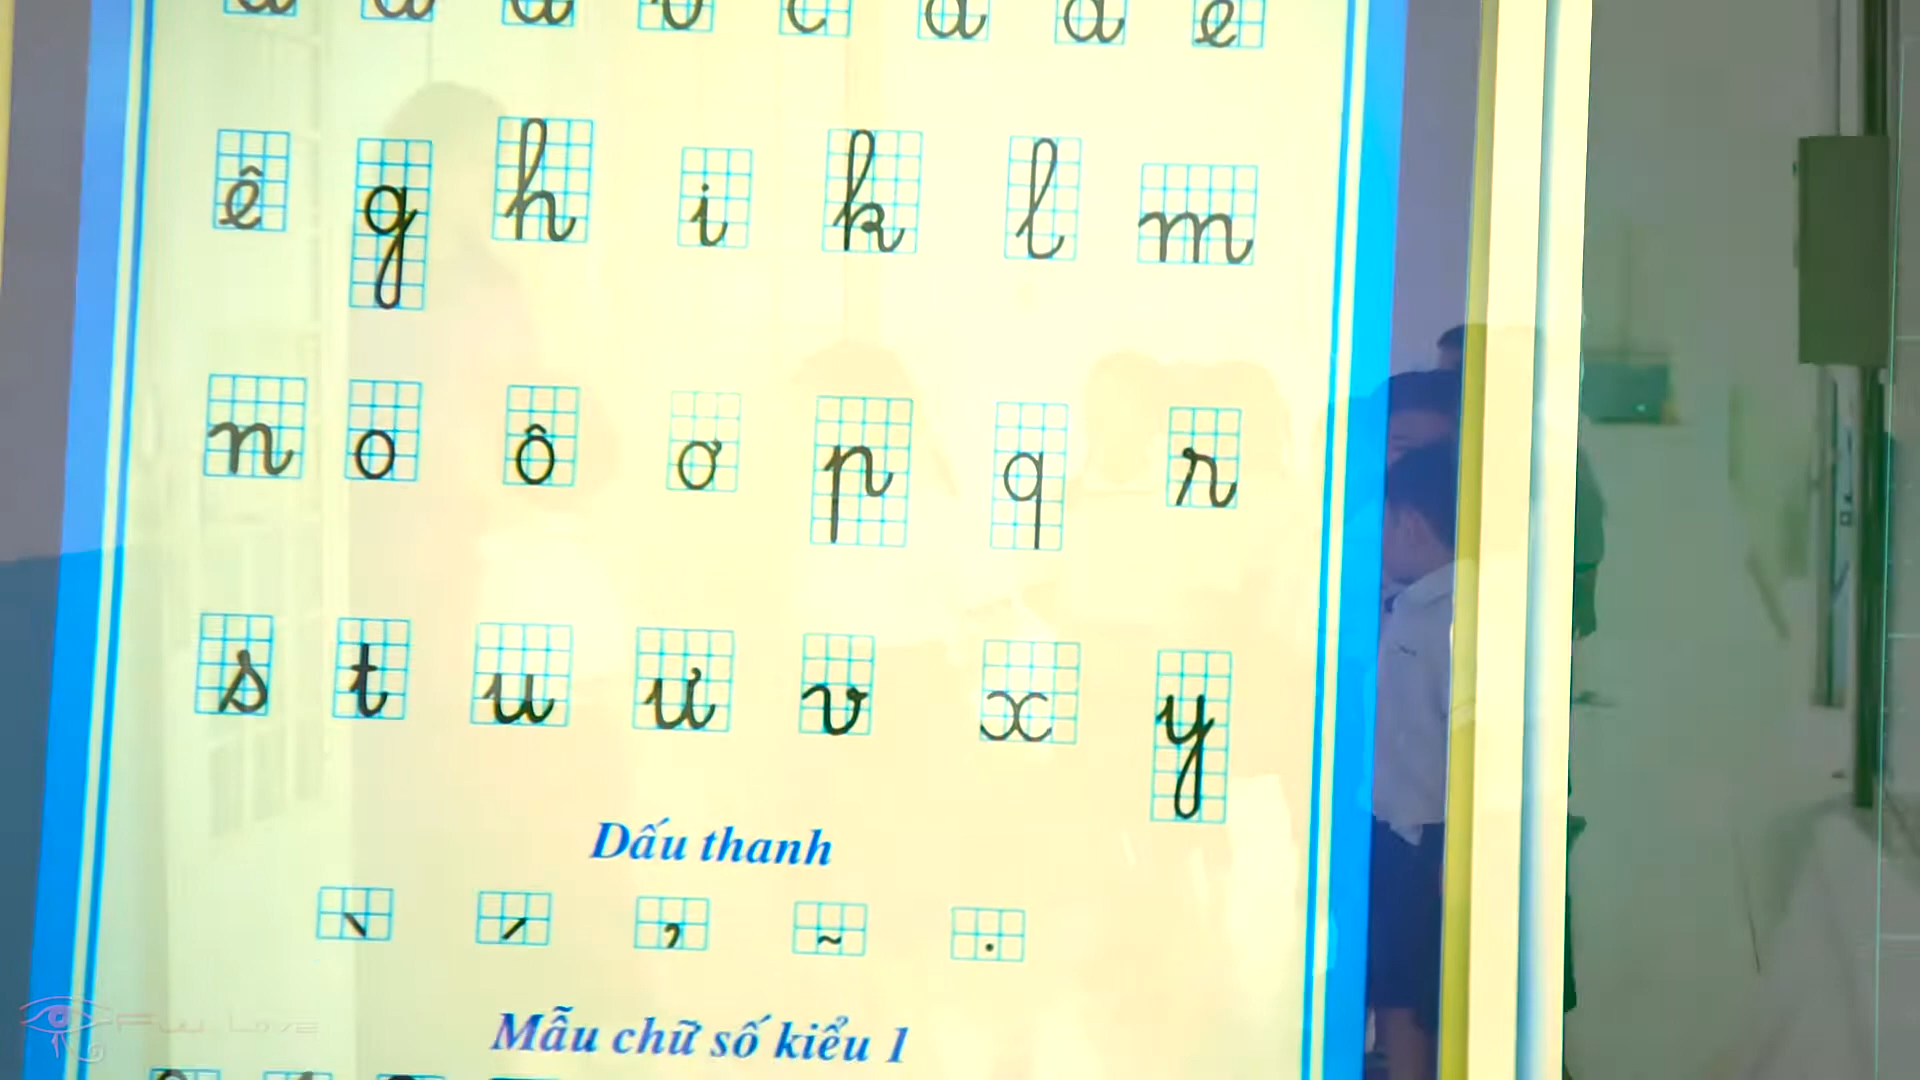 ê g h i k l m
n o ô ơ p q r
s t u ư v x y
Dấu thanh
Mẫu chữ số kiểu 1